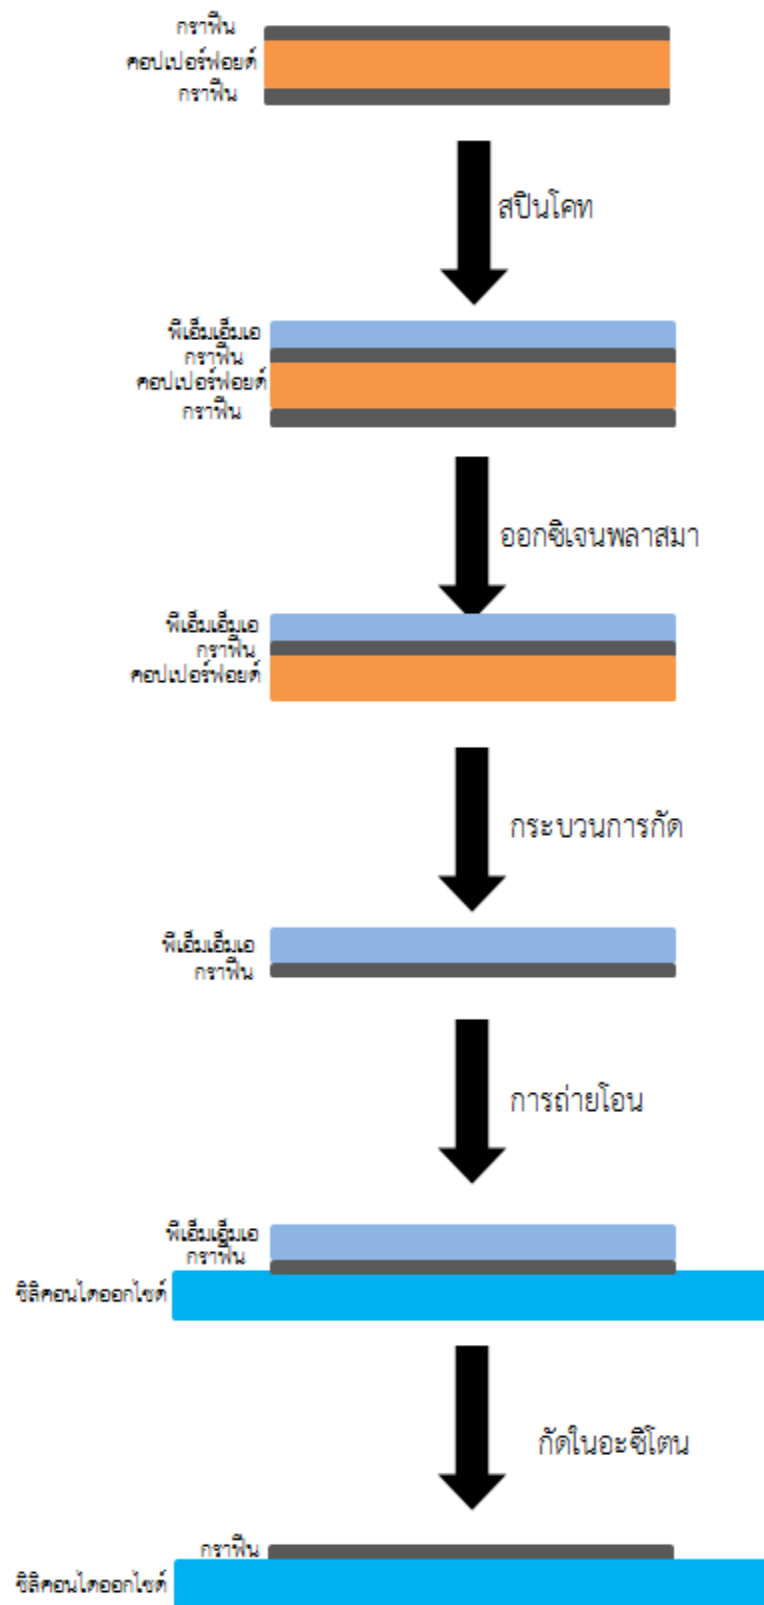 กราฟีน
คอปเปอร์ฟอยด์
กราฟีน
สปินโคท
พีเอ็มเอ็มเอ
กราฟีน
คอปเปอร์ฟอยด์
กราฟีน
ออกซิเจนพลาสมา
พีเอ็มเอ็มเอ
กราฟีน
คอปเปอร์ฟอยด์
กระบวนการกัด
พีเอ็มเอ็มเอ
กราฟีน
การถ่ายโอน
พีเอ็มเอ็มเอ
กราฟีน
ซิลิคอนไดออกไซด์
กัดในอะซิโตน
กราฟีน
ซิลิคอนไดออกไซด์